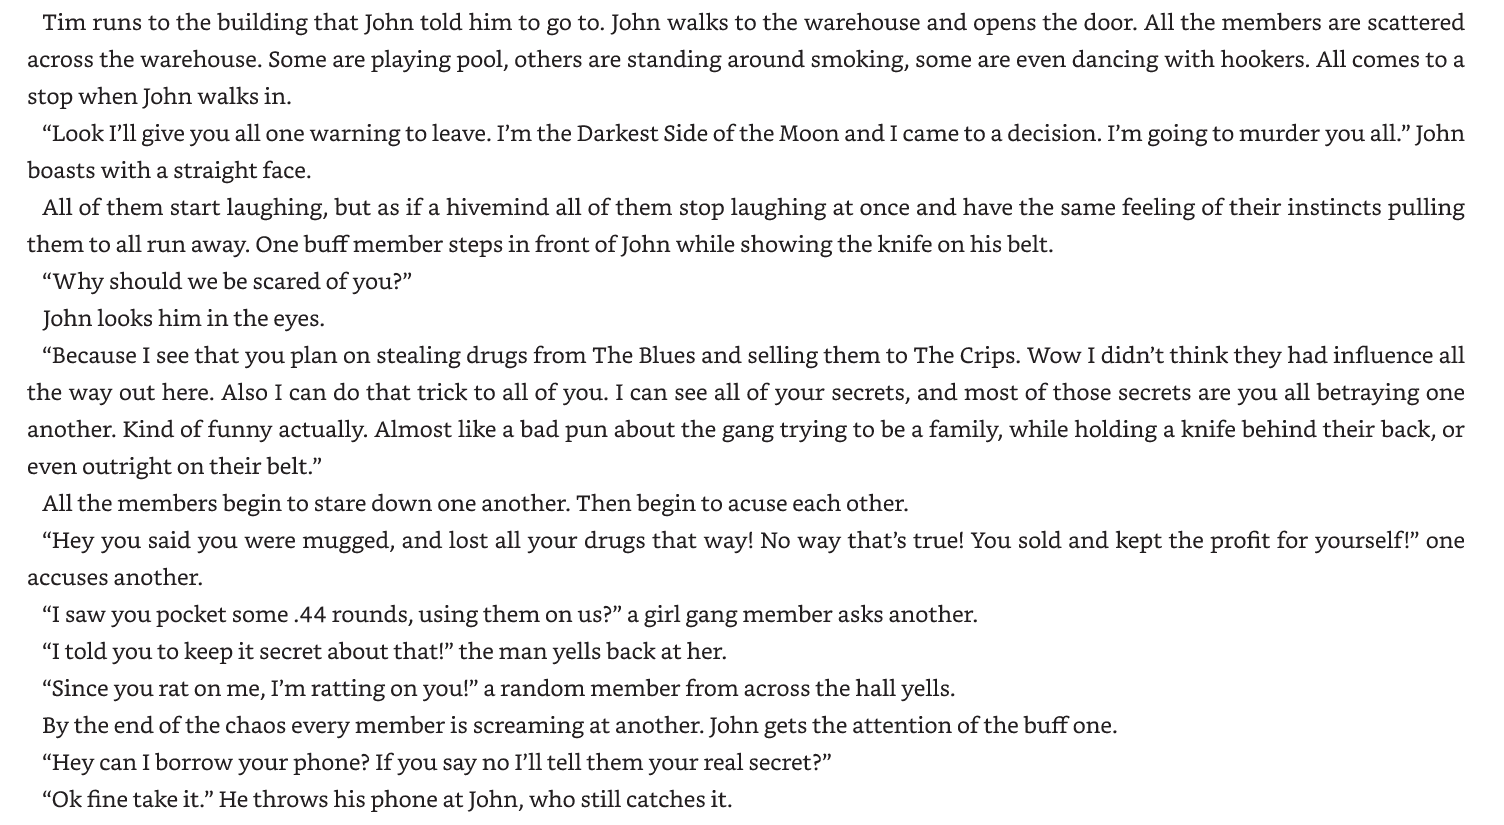 Tim runs to the building that John told him to go to. John walks to the warehouse and opens the door. All the members are scattered
across the warehouse. Some are playing pool, others are standing around smoking, some are even dancing with hookers. All comes to a
stop when John walks in.
“Look I’ll give you all one warning to leave. I’m the Darkest Side of the Moon and I came to a decision. I’m going to murder you all.” John
boasts with a straight face.
All of them start laughing, but as if a hivemind all of them stop laughing at once and have the same feeling of their instincts pulling
them to all run away. One buff member steps in front of John while showing the knife on his belt.
“Why should we be scared of you?”
John looks him in the eyes.
“Because I see that you plan on stealing drugs from The Blues and selling them to The Crips. Wow I didn’t think they had influence all
the way out here. Also I can do that trick to all of you. I can see all of your secrets, and most of those secrets are you all betraying one
another. Kind of funny actually. Almost like a bad pun about the gang trying to be a family, while holding a knife behind their back, or
even outright on their belt.”
All the members begin to stare down one another. Then begin to acuse each other.
“Hey you said you were mugged, and lost all your drugs that way! No way that’s true! You sold and kept the profit for yourself!” one
accuses another.
“I saw you pocket some .44 rounds, using them on us?” a girl gang member asks another.
“I told you to keep it secret about that!” the man yells back at her.
“Since you rat on me, I’m ratting on you!” a random member from across the hall yells.
By the end of the chaos every member is screaming at another. John gets the attention of the buff one.
“Hey can I borrow your phone? If you say no I’ll tell them your real secret?”
“Ok fine take it.” He throws his phone at John, who still catches it.